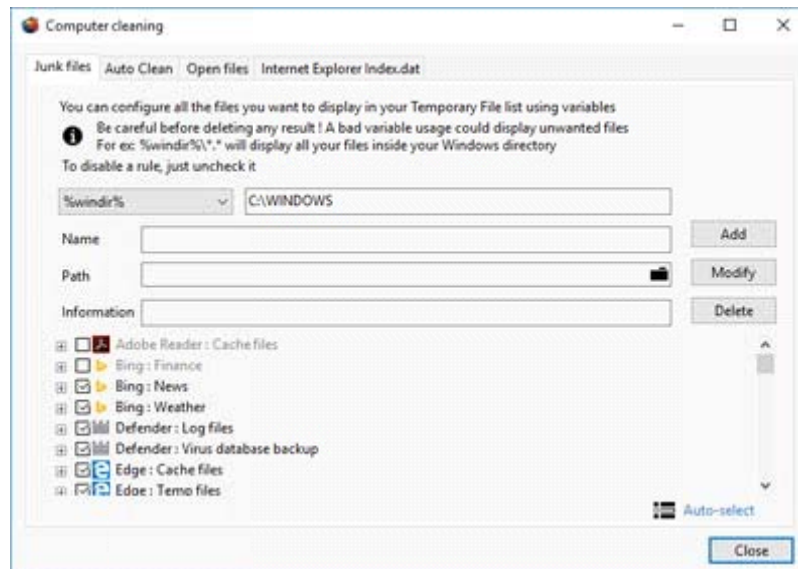 Computer cleaning
Junk files Auto Clean Open files Internet Explorer Index.dat
You can configure all the files you want to display in your Temporary File list using variables
Be careful before deleting any result ! A bad variable usage could display unwanted files
For ex: %windir%\*.* will display all your files inside your Windows directory
To disable a rule, just uncheck it
%windir% C:\WINDOWS
Name Add
Path Modify
Information Delete
Adobe Reader : Cache files
Bing : Finance
Bing : News
Bing : Weather
Defender : Log files
Defender : Virus database backup
Edge : Cache files
Edge : Temp files
Auto-select
Close